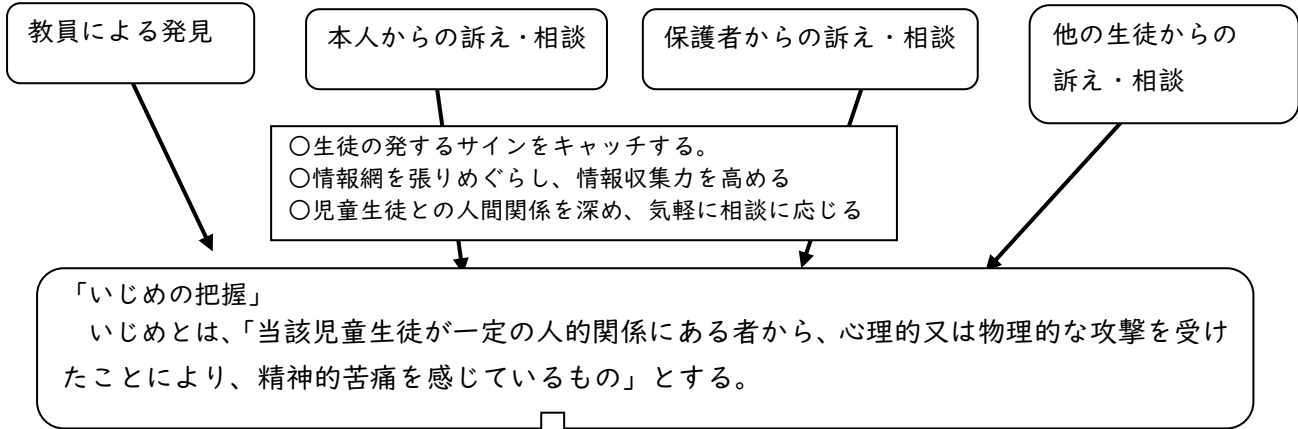 教員による発見
本人からの訴え・相談
保護者からの訴え・相談
他の生徒からの
訴え・相談
○生徒の発するサインをキャッチする。
○情報網を張りめぐらし、情報収集力を高める
○児童生徒との人間関係を深め、気軽に相談に応じる
「いじめの把握」
いじめとは、「当該児童生徒が一定の人的関係にある者から、心理的又は物理的な攻撃を受け
たことにより、精神的苦痛を感じているもの」とする。